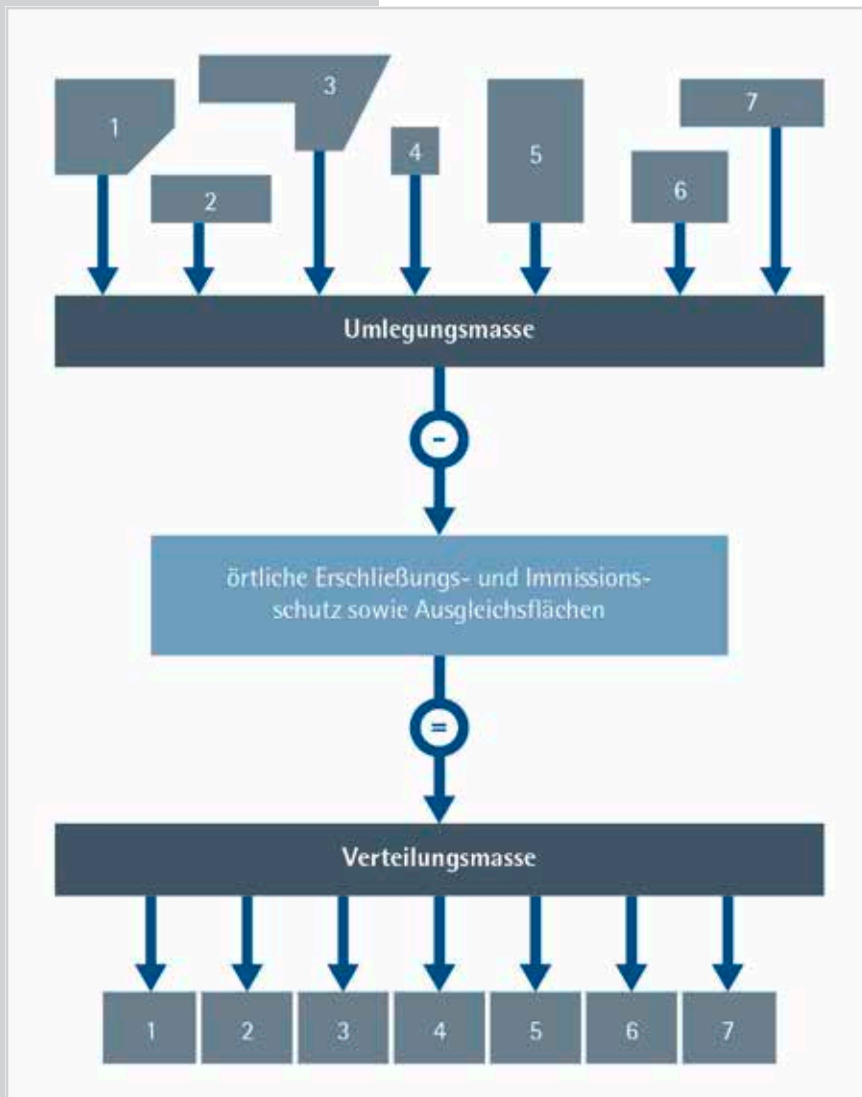 1
2
3
4
5
6
7
Umlegungsmasse
-
örtliche Erschließungs- und Immissions-
schutz sowie Ausgleichsflächen
=
Verteilungsmasse
1 2 3 4 5 6 7